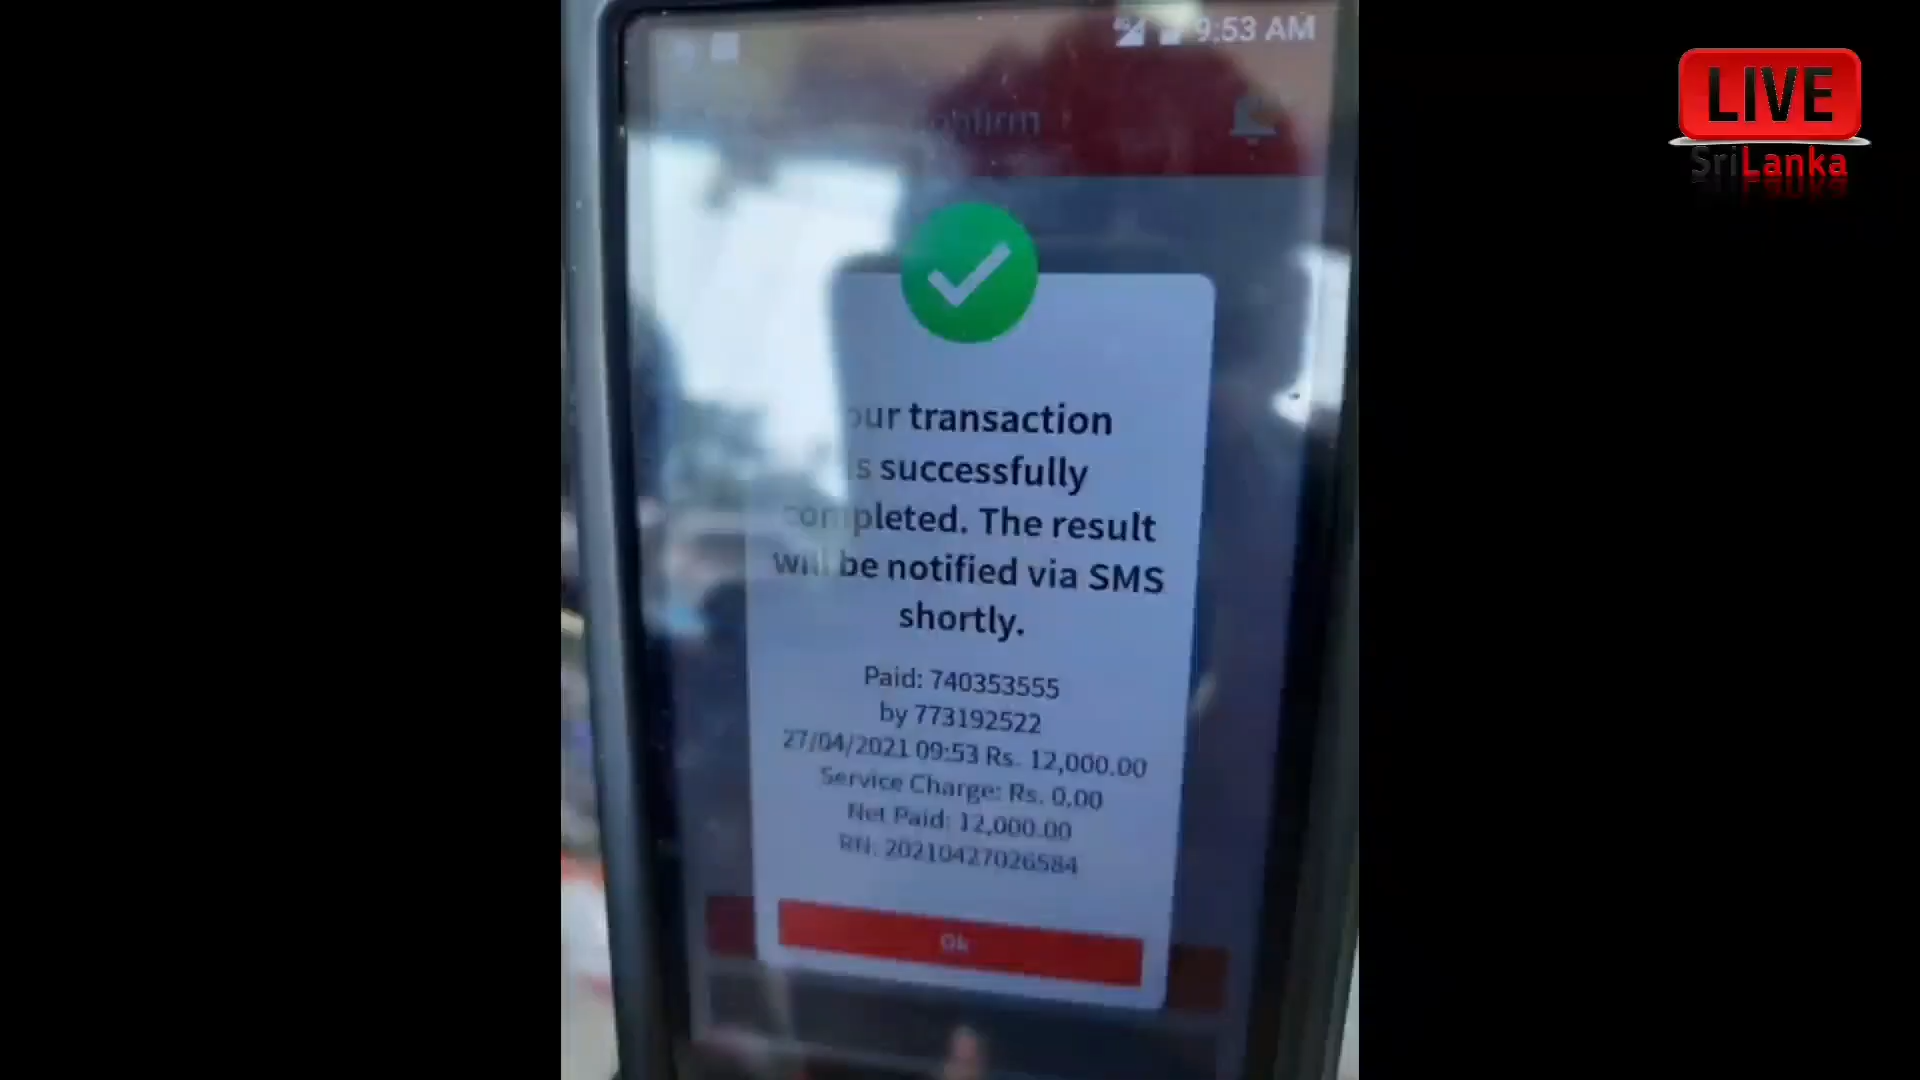 9:53 AM
LIVE
SriLanka
confirm
our transaction
is successfully
completed. The result
will be notified via SMS
shortly.
Paid: 740353555
by 773192522
27/04/2021 09:53 Rs. 12,000.00
Service Charge: Rs. 0.00
Net Paid: 12,000.00
RN: 20210427026584
Ok